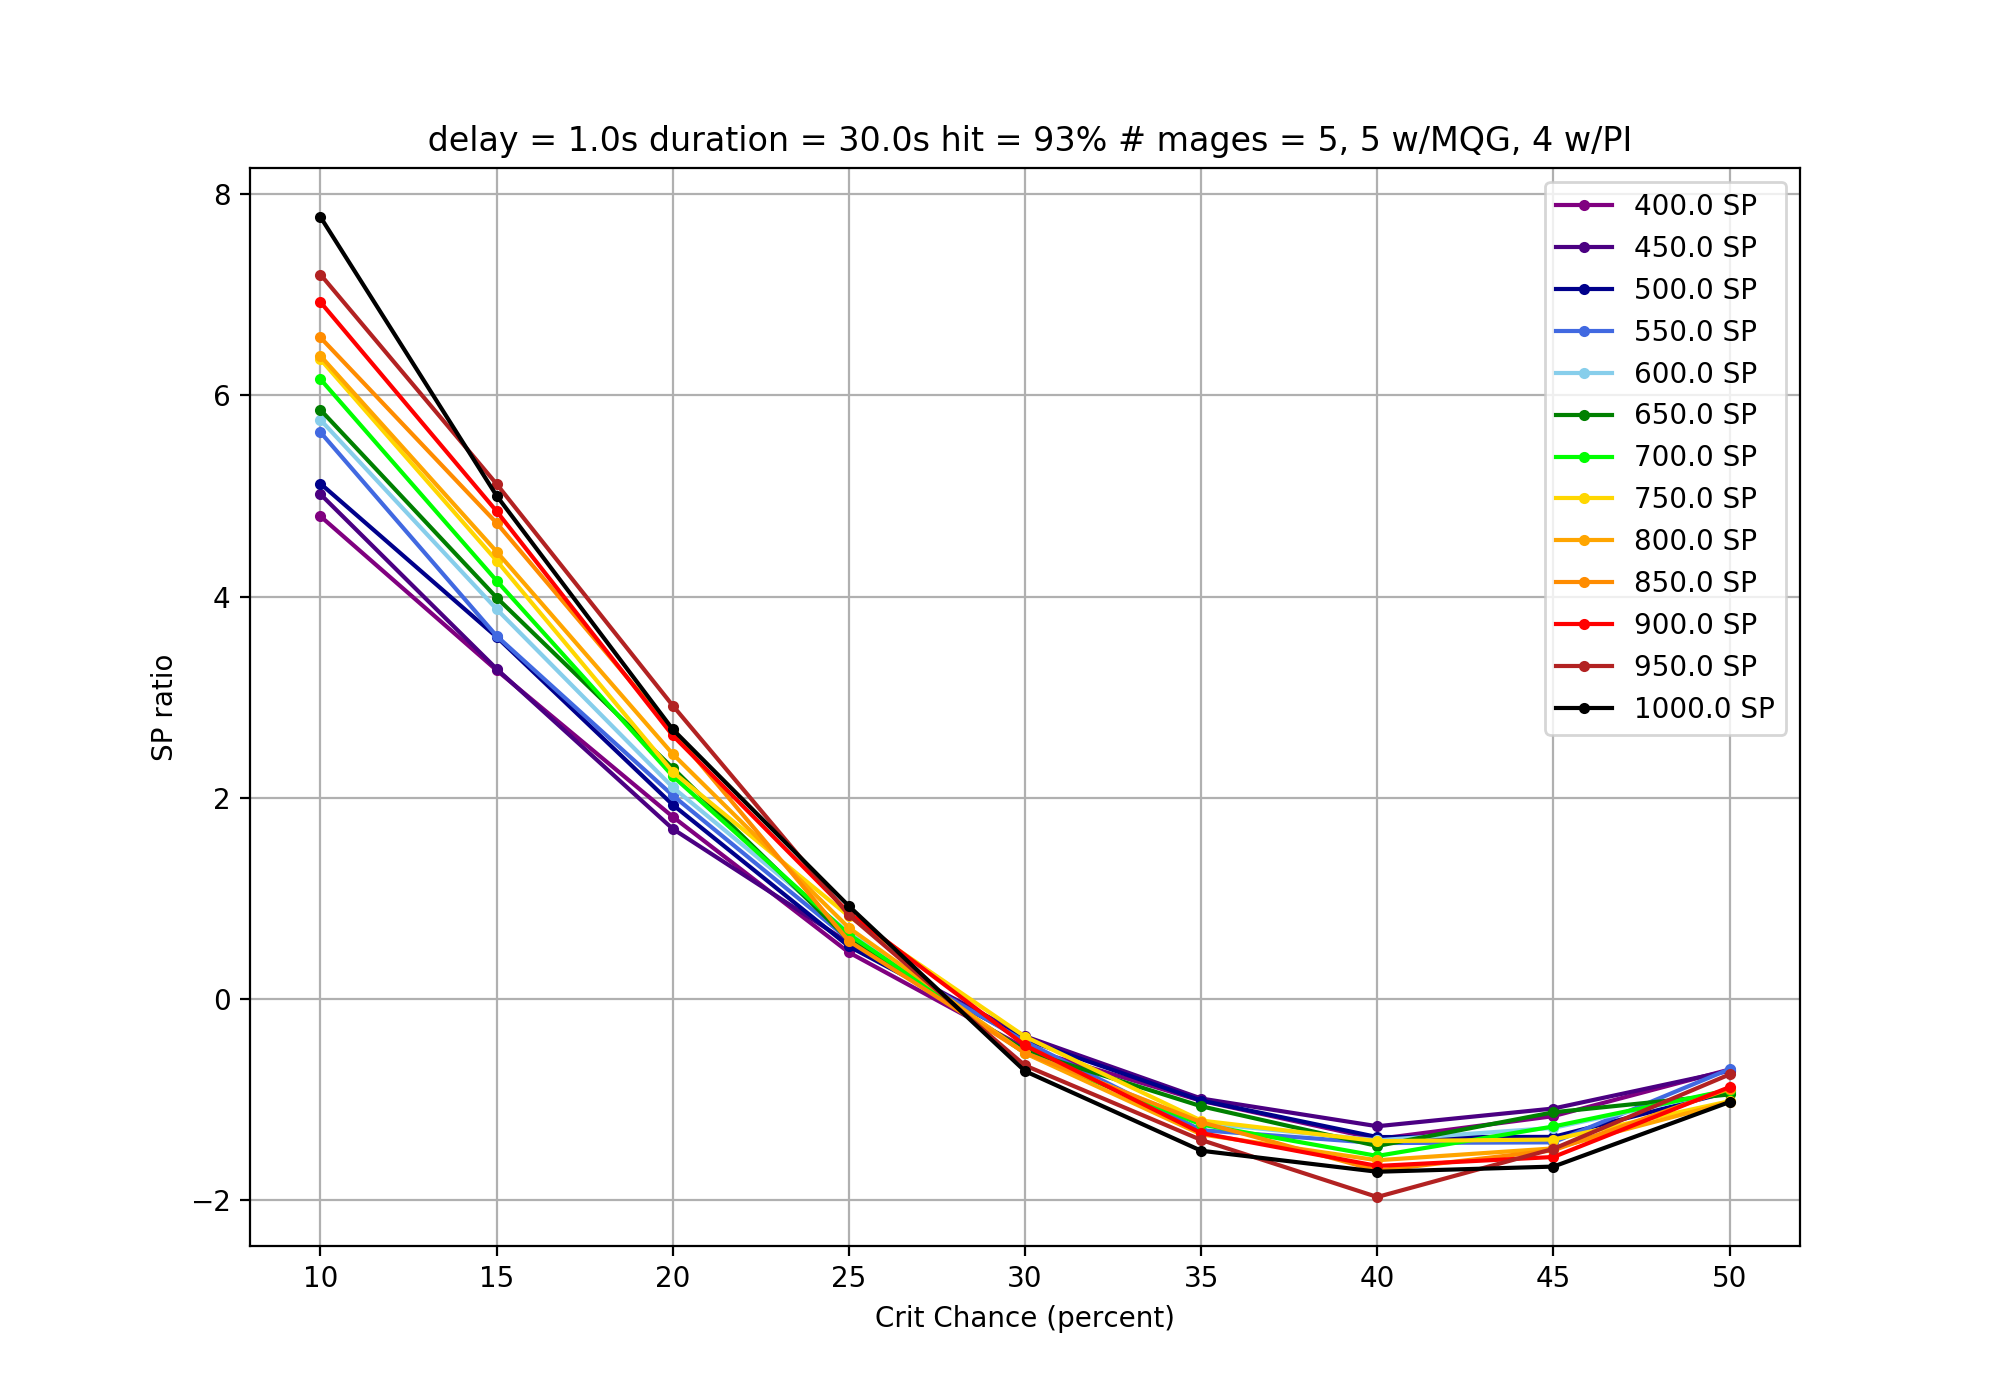 delay = 1.0s duration = 30.0s hit = 93% # mages = 5, 5 w/MQG, 4 w/PI
8
6
4
2
0
−2
SP ratio
400.0 SP
450.0 SP
500.0 SP
550.0 SP
600.0 SP
650.0 SP
700.0 SP
750.0 SP
800.0 SP
850.0 SP
900.0 SP
950.0 SP
1000.0 SP
10 15 20 25 30 35 40 45 50
Crit Chance (percent)